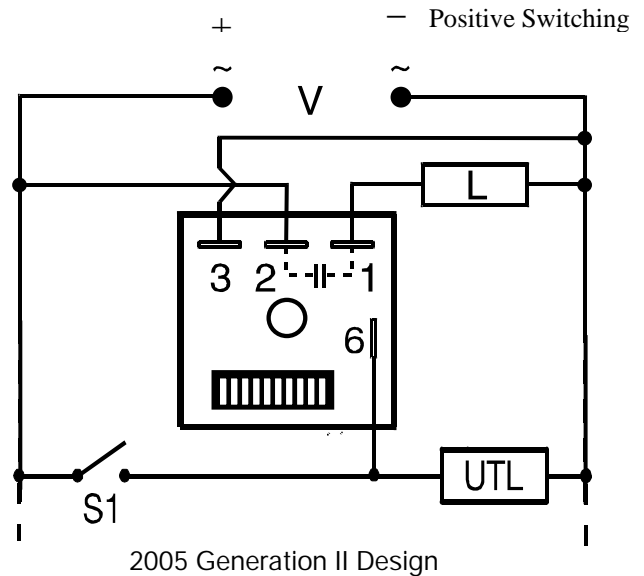 + − Positive Switching
~ ~
V
L
3 2 1
6
S1 UTL
2005 Generation II Design